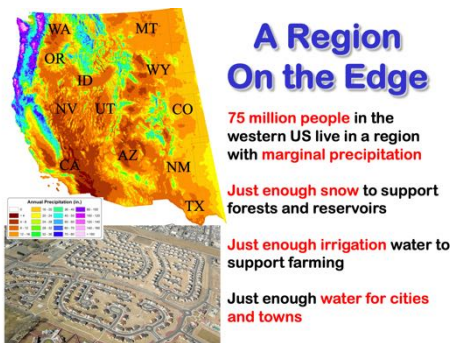 A Region
On the Edge
WA
MT
OR
ID
WY
NV
UT
CO
CA
AZ
NM
TX
Annual Precipitation (in.)
75 million people in the
western US live in a region
with marginal precipitation
Just enough snow to support
forests and reservoirs
Just enough irrigation water to
support farming
Just enough water for cities
and towns